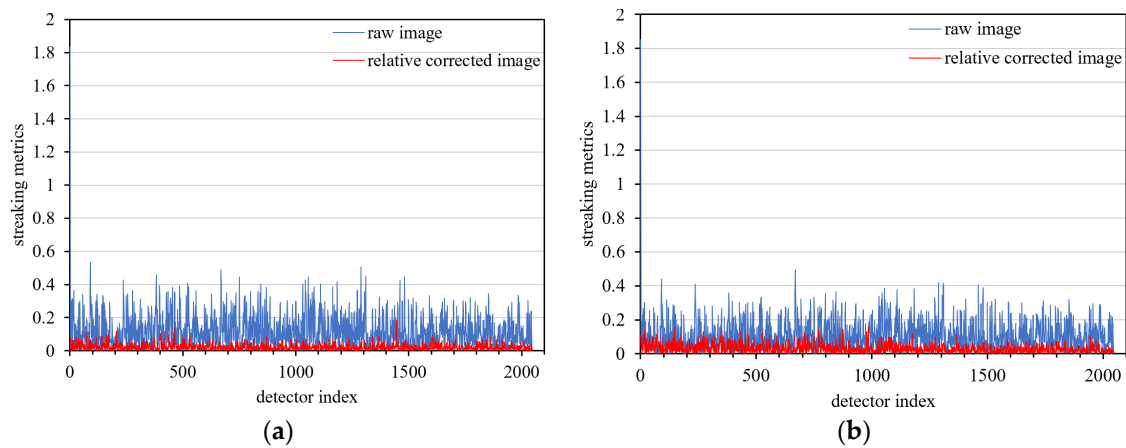 2
1.8
1.6
1.4
1.2
1
0.8
0.6
0.4
0.2
0
streaking metrics
raw image
relative corrected image
0 500 1000 1500 2000
detector index
(a)
2
1.8
1.6
1.4
1.2
1
0.8
0.6
0.4
0.2
0
streaking metrics
raw image
relative corrected image
0 500 1000 1500 2000
detector index
(b)